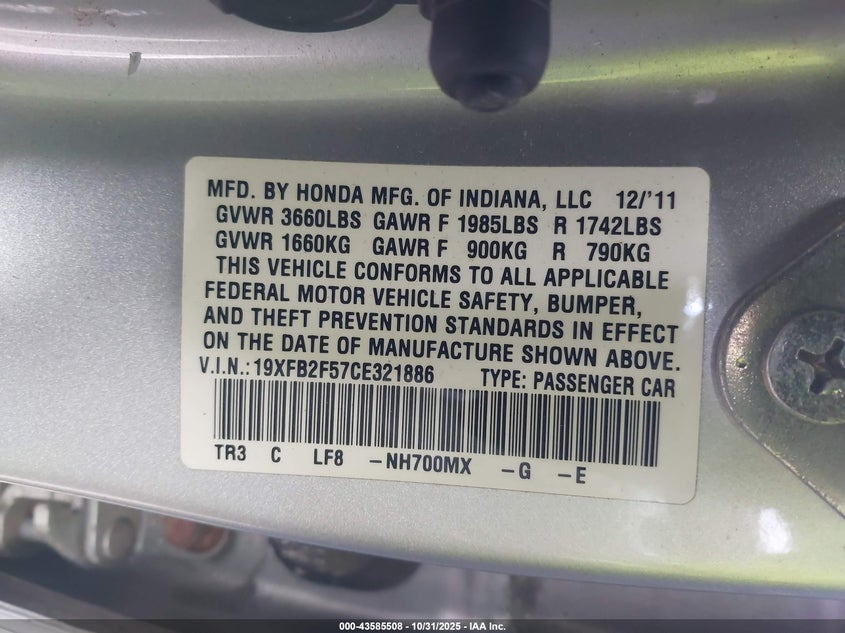 MFD. BY HONDA MFG. OF INDIANA, LLC 12/'11
GVWR 3660LBS GAWR F 1985LBS R 1742LBS
GVWR 1660KG GAWR F 900KG R 790KG
THIS VEHICLE CONFORMS TO ALL APPLICABLE
FEDERAL MOTOR VEHICLE SAFETY, BUMPER,
AND THEFT PREVENTION STANDARDS IN EFFECT
ON THE DATE OF MANUFACTURE SHOWN ABOVE.
V.I.N.:19XFB2F57CE321886 TYPE: PASSENGER CAR
TR3 C LF8 -NH700MX -G -E
000-43585508 - 10/31/2025 - IAA Inc.